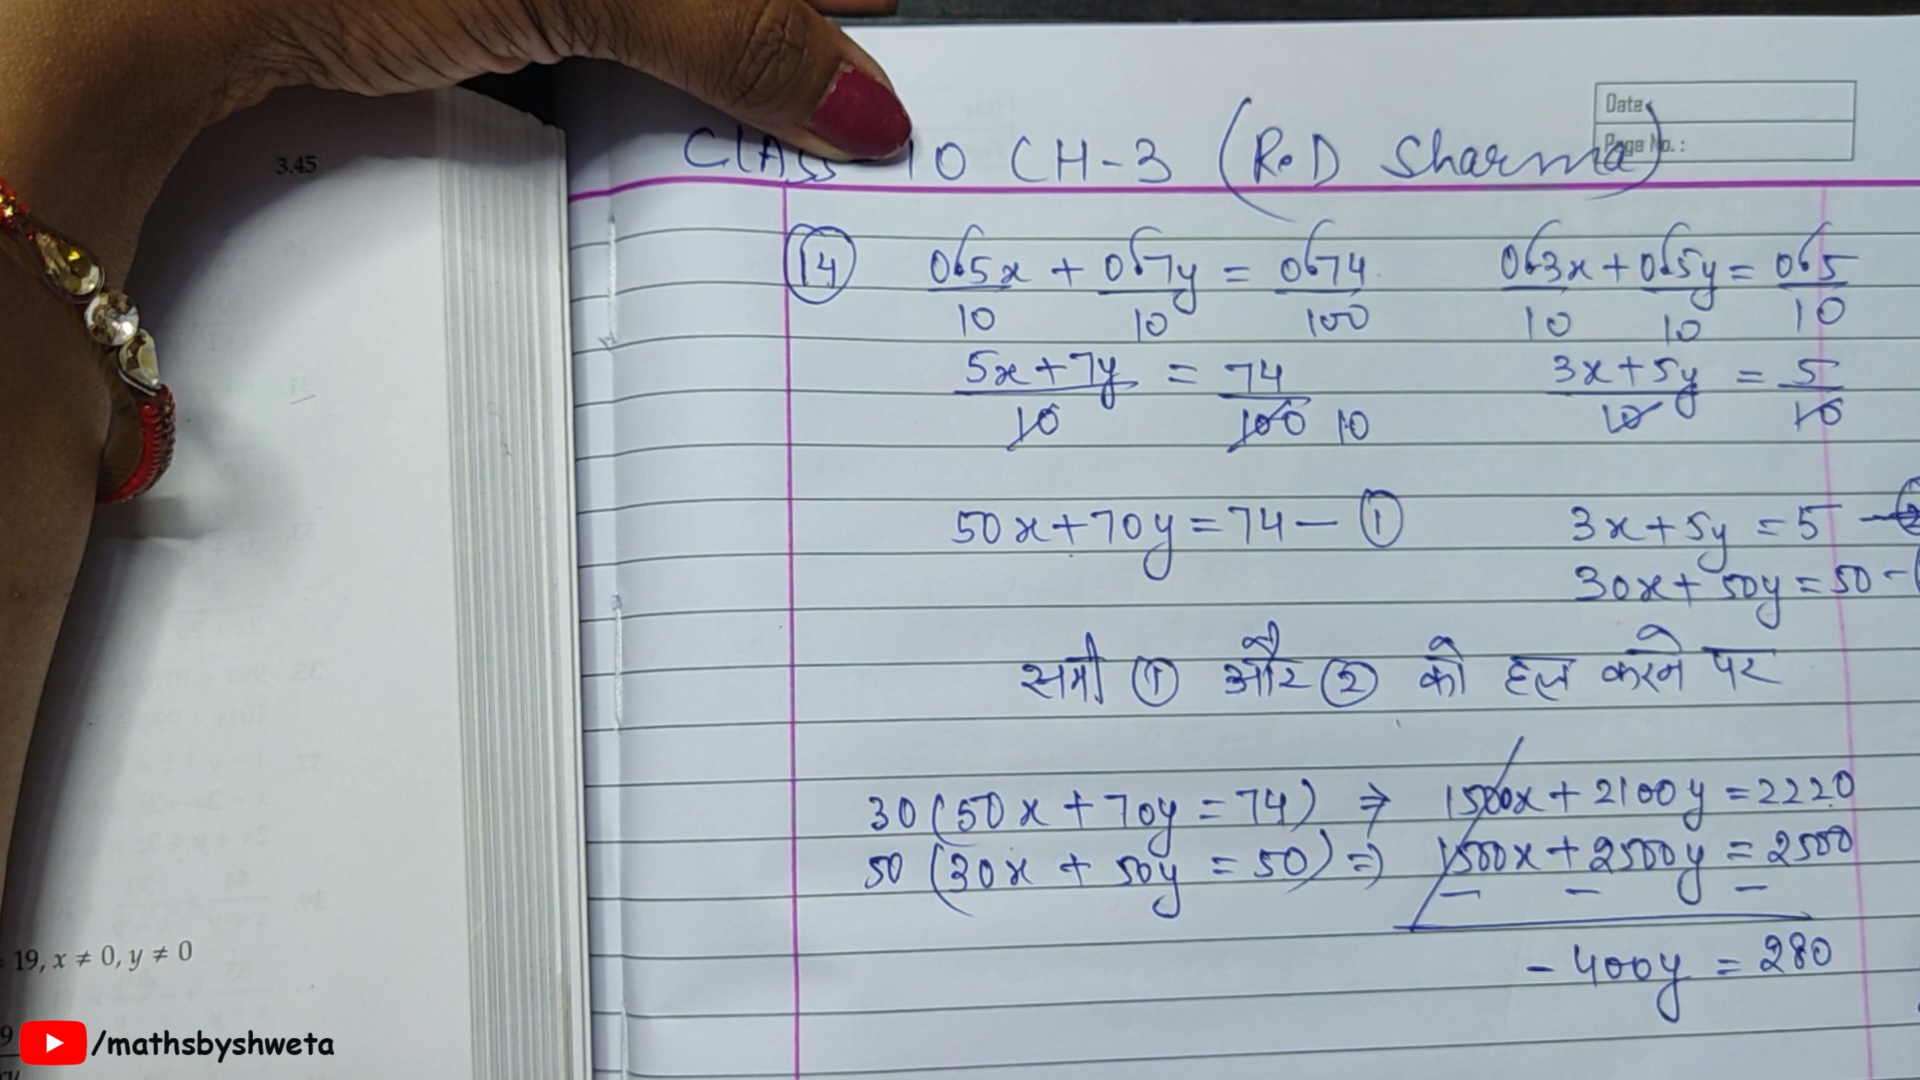 3.45
Date
Page No. :
CLASS 10 CH-3 (R.D Sharma)
14 0.5x + 0.7y = 0.74 0.3x + 0.5y = 0.5
10 10 100 10 10 10
5x + 7y = 74 3x + 5y = 5
10 100 10 10 10
50x + 70y = 74 — ① 3x + 5y = 5 — ②
30x + 50y = 50 –
समी ① और ② को हल करने पर
30 (50x + 70y = 74) ⇒ 1500x + 2100y = 2220
50 (30x + 50y = 50) ⇒ 1500x + 2500y = 2500
– – –
- 400y = 280
= 19, x ≠ 0, y ≠ 0
9
xy
/mathsbyshweta